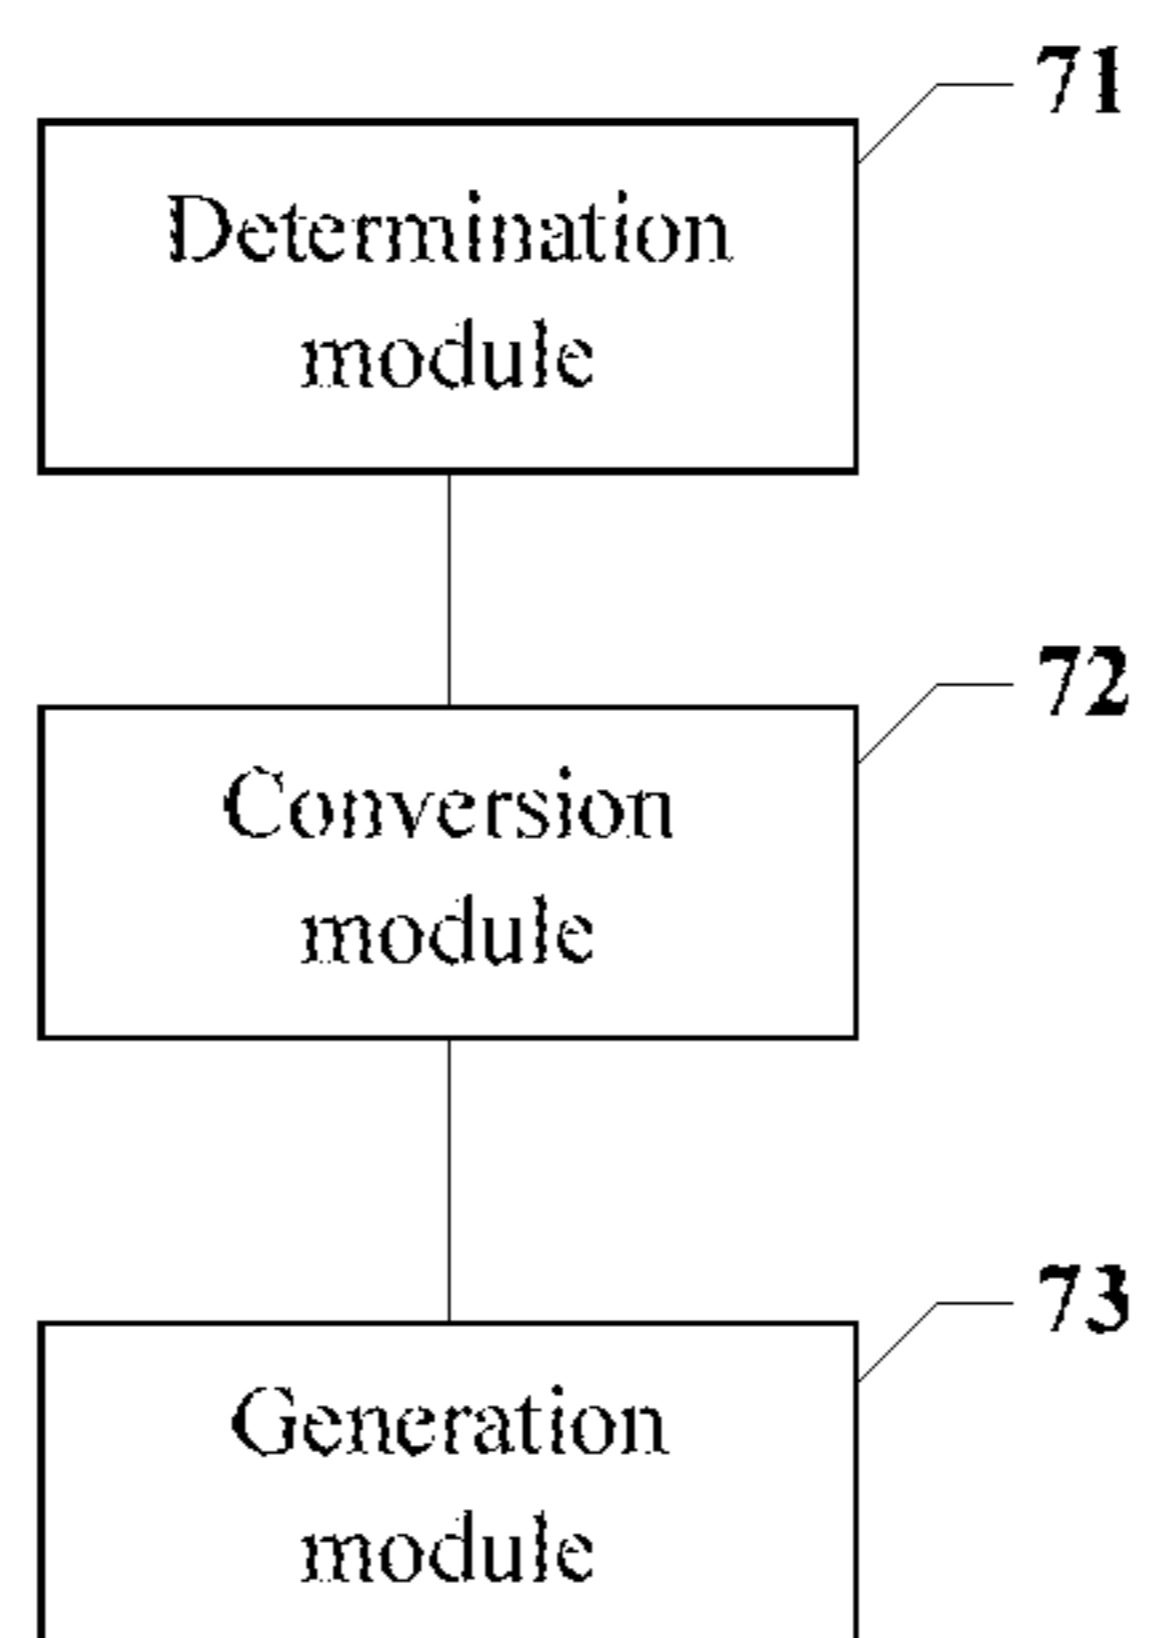 71
Determination
module
72
Conversion
module
73
Generation
module